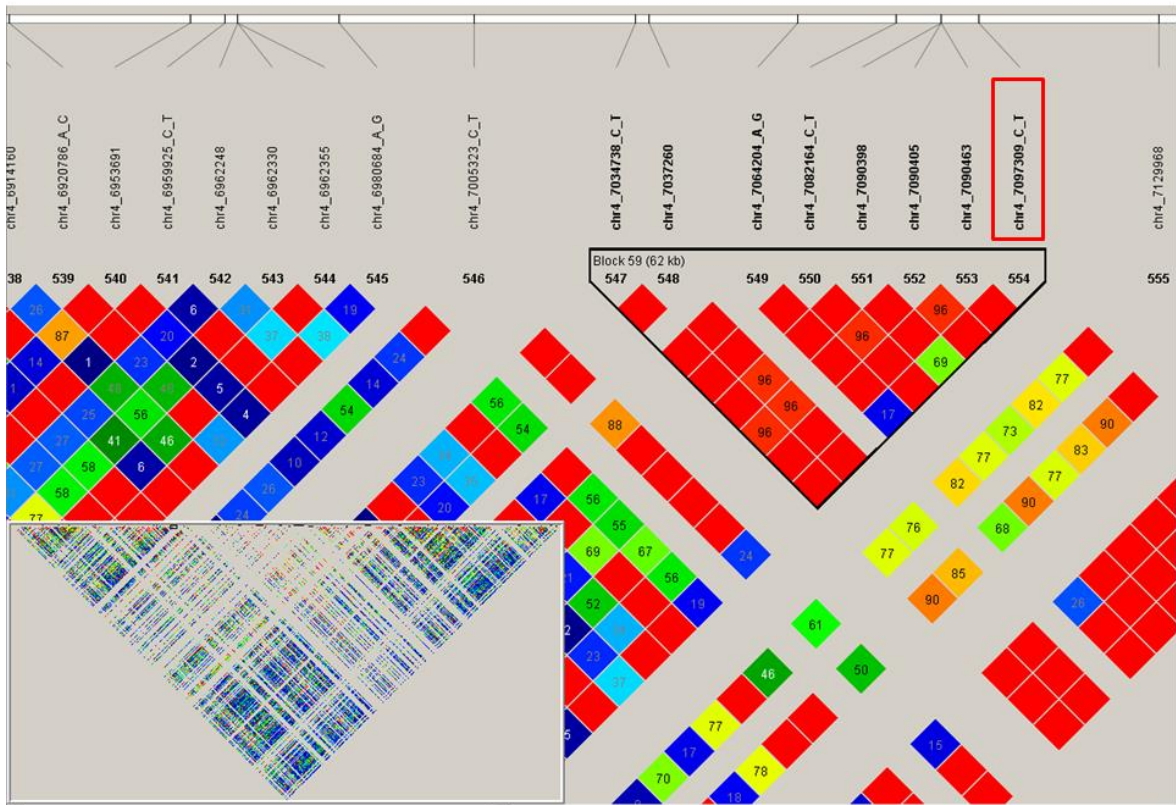 chr4_6914160
chr4_6920786_A_C
chr4_6953691
chr4_6959925_C_T
chr4_6962248
chr4_6962330
chr4_6962355
chr4_6980684_A_G
chr4_7005323_C_T
chr4_7034738_C_T
chr4_7037260
chr4_7064204_A_G
chr4_7082164_C_T
chr4_7090398
chr4_7090405
chr4_7090463
chr4_7097309_C_T
chr4_7129968
Block 59 (62 kb)
38 539 540 541 542 543 544 545 546 547 548 549 550 551 552 553 554 555
26 6 19
87 20 37 38 96 96
14 1 23 2 24 77
69
5 14 82
25 56 4 54 56 96 17 73 90
41 46 12 54 88 96 77 83
27 58 6 10 96 82 77
27 58 26 23 17 56 76 90
77 24 20 55 77 68
69 67 24
56 85
52 19 90 26
61
23
37 46 50
77
17 15
70 78
18